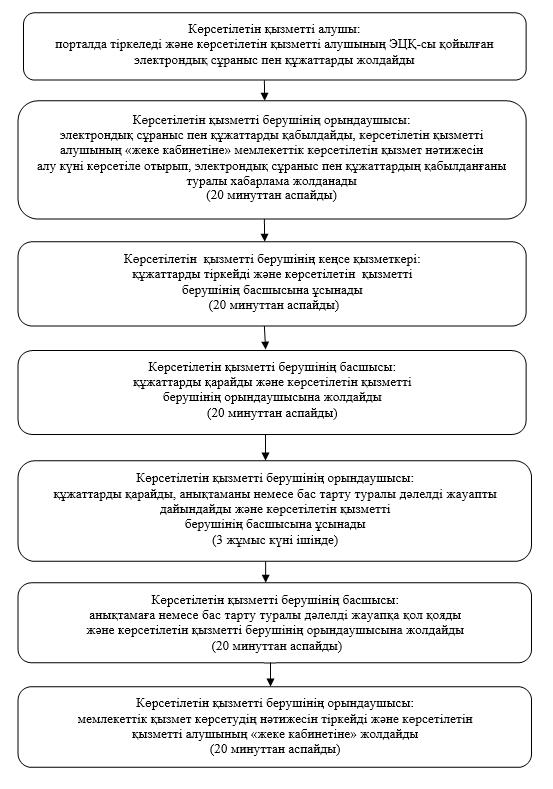 Көрсетілетін қызметті алушы:
порталда тіркеледі және көрсетілетін қызметті алушының ЭЦҚ-сы қойылған
электрондық сұраныс пен құжаттарды жолдайды
Көрсетілетін қызметті берушінің орындаушысы:
электрондық сұраныс пен құжаттарды қабылдайды, көрсетілетін қызметті
алушының «жеке кабинетіне» мемлекеттік көрсетілетін қызмет нәтижесін
алу күні көрсетіле отырып, электрондық сұраныс пен құжаттардың қабылданғаны
туралы хабарлама жолданады
(20 минуттан аспайды)
Көрсетілетін қызметті берушінің кеңсе қызметкері:
құжаттарды тіркейді және көрсетілетін қызметті
берушінің басшысына ұсынады
(20 минуттан аспайды)
Көрсетілетін қызметті берушінің басшысы:
құжаттарды қарайды және көрсетілетін қызметті
берушінің орындаушысына жолдайды
(20 минуттан аспайды)
Көрсетілетін қызметті берушінің орындаушысы:
құжаттарды қарайды, анықтаманы немесе бас тарту туралы дәлелді жауапты
дайындайды және көрсетілетін қызметті
берушінің басшысына ұсынады
(3 жұмыс күні ішінде)
Көрсетілетін қызметті берушінің басшысы:
анықтамаға немесе бас тарту туралы дәлелді жауапқа қол қояды
және көрсетілетін қызметті берушінің орындаушысына жолдайды
(20 минуттан аспайды)
Көрсетілетін қызметті берушінің орындаушысы:
мемлекеттік қызмет көрсетудің нәтижесін тіркейді және көрсетілетін
қызметті алушының «жеке кабинетіне» жолдайды
(20 минуттан аспайды)